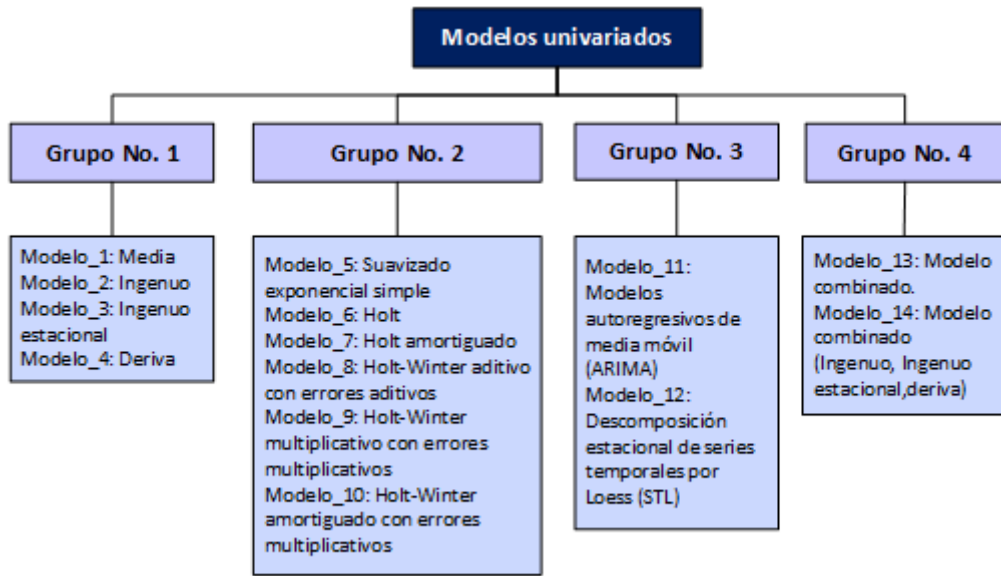 Modelos univariados
Grupo No. 1
Grupo No. 2
Grupo No. 3
Grupo No. 4
Modelo_1: Media
Modelo_2: Ingenuo
Modelo_3: Ingenuo
estacional
Modelo_4: Deriva
Modelo_5: Suavizado
exponencial simple
Modelo_6: Holt
Modelo_7: Holt amortiguado
Modelo_8: Holt-Winter aditivo
con errores aditivos
Modelo_9: Holt-Winter
multiplicativo con errores
multiplicativos
Modelo_10: Holt-Winter
amortiguado con errores
multiplicativos
Modelo_11:
Modelos
autoregresivos de
media móvil
(ARIMA)
Modelo_12:
Descomposición
estacional de series
temporales por
Loess (STL)
Modelo_13: Modelo
combinado.
Modelo_14: Modelo
combinado
(Ingenuo, Ingenuo
estacional,deriva)